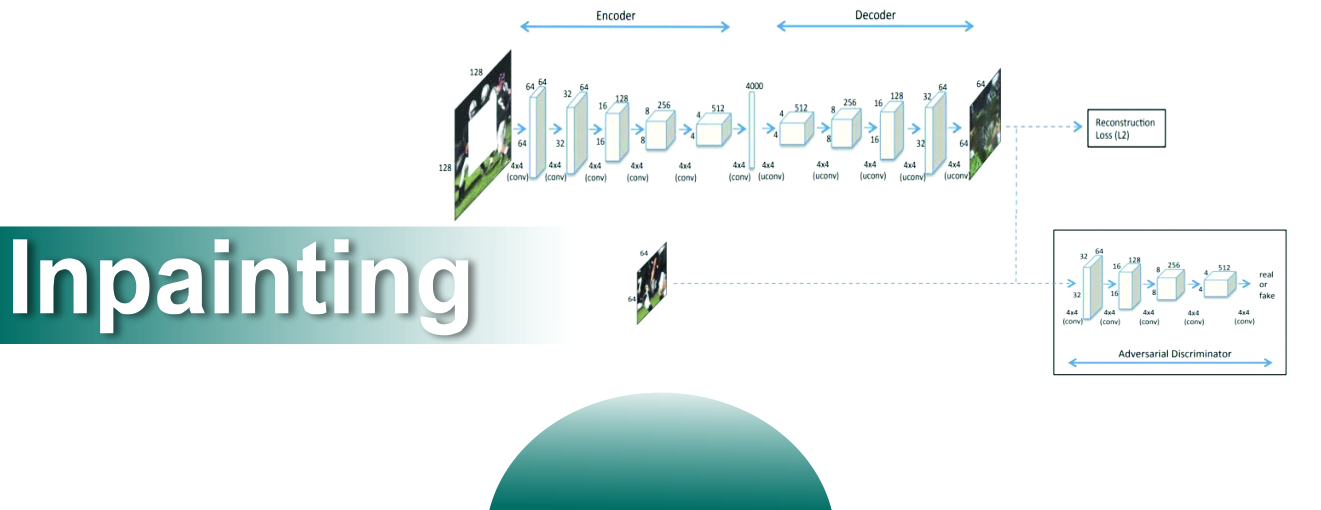 Encoder
Decoder
128
128
64 64
64
4x4
(conv)
32 64
32
4x4
(conv)
16 128
16
4x4
(conv)
8 256
8
4x4
(conv)
4 512
4
4x4
(conv)
4000
4x4
(conv)
4x4
(uconv)
4 512
4
4x4
(uconv)
8 256
8
4x4
(uconv)
16 128
16
4x4
(uconv)
32 64
32
4x4
(uconv)
64
64
Reconstruction
Loss (L2)
Inpainting
64
64
32 64
32
4x4
(conv)
16 128
16
4x4
(conv)
8 256
8
4x4
(conv)
4 512
4
4x4
(conv)
4x4
(conv)
real
or
fake
Adversarial Discriminator